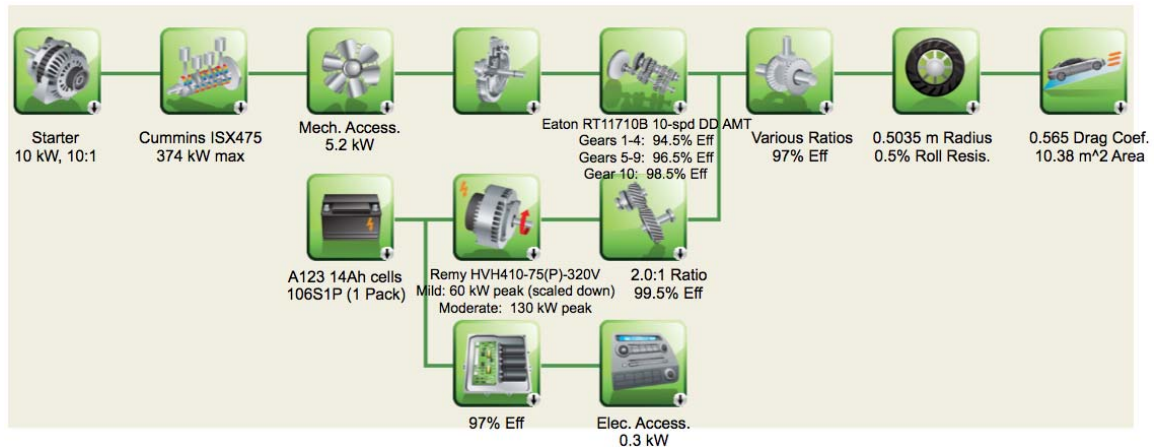 Starter
10 kW, 10:1
Cummins ISX475
374 kW max
Mech. Access.
5.2 kW
Eaton RT11710B 10-spd DD AMT
Gears 1-4: 94.5% Eff
Gears 5-9: 96.5% Eff
Gear 10: 98.5% Eff
Various Ratios
97% Eff
0.5035 m Radius
0.5% Roll Resis.
0.565 Drag Coef.
10.38 m^2 Area
A123 14Ah cells
106S1P (1 Pack)
Remy HVH410-75(P)-320V
Mild: 60 kW peak (scaled down)
Moderate: 130 kW peak
2.0:1 Ratio
99.5% Eff
97% Eff
Elec. Access.
0.3 kW